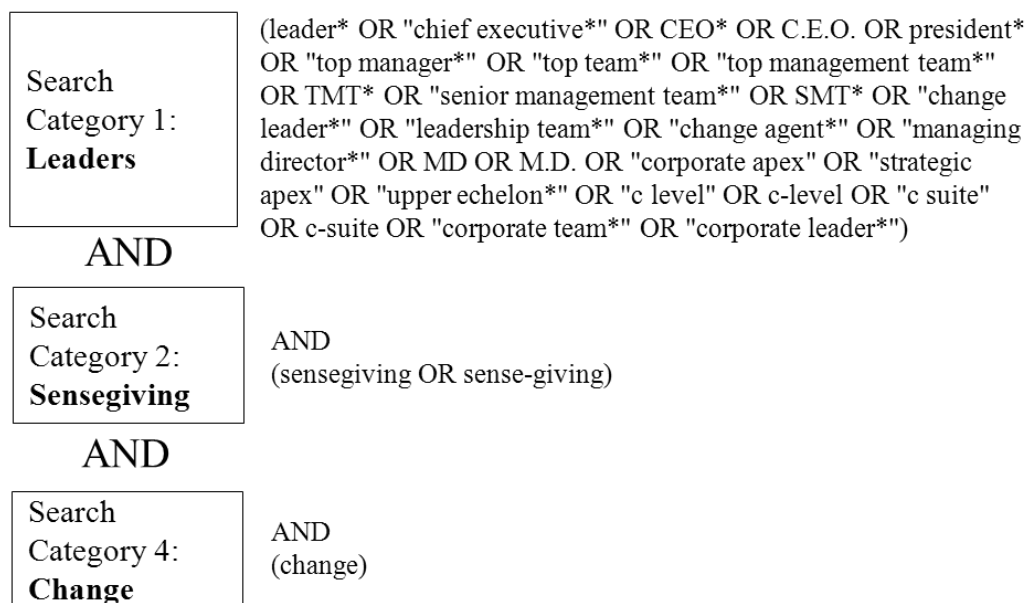 Search
Category 1:
Leaders
(leader* OR "chief executive*" OR CEO* OR C.E.O. OR president*
OR "top manager*" OR "top team*" OR "top management team*"
OR TMT* OR "senior management team*" OR SMT* OR "change
leader*" OR "leadership team*" OR "change agent*" OR "managing
director*" OR MD OR M.D. OR "corporate apex" OR "strategic
apex" OR "upper echelon*" OR "c level" OR c-level OR "c suite"
OR c-suite OR "corporate team*" OR "corporate leader*")
AND
Search
Category 2:
Sensegiving
AND
(sensegiving OR sense-giving)
AND
Search
Category 4:
Change
AND
(change)